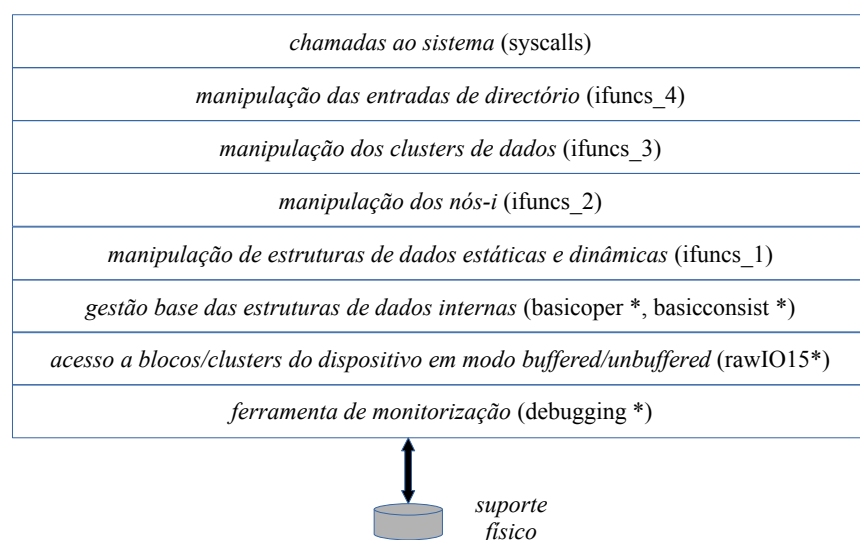 chamadas ao sistema (syscalls)
manipulação das entradas de directório (ifuncs_4)
manipulação dos clusters de dados (ifuncs_3)
manipulação dos nós-i (ifuncs_2)
manipulação de estruturas de dados estáticas e dinâmicas (ifuncs_1)
gestão base das estruturas de dados internas (basicoper *, basicconsist *)
acesso a blocos/clusters do dispositivo em modo buffered/unbuffered (rawIO15*)
ferramenta de monitorização (debugging *)
suporte
físico